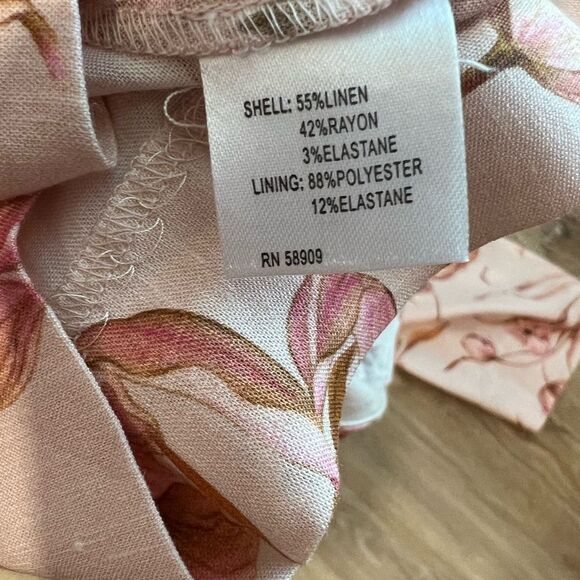 SHELL: 55%LINEN
42%RAYON
3%ELASTANE
LINING: 88%POLYESTER
12%ELASTANE
RN 58909